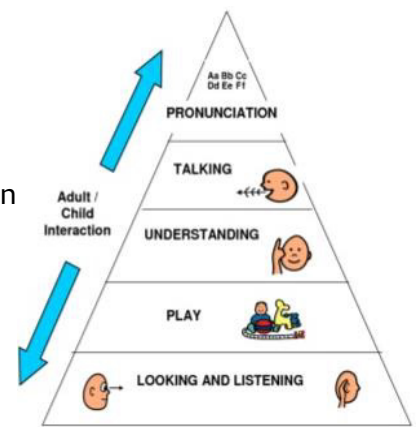 Aa Bb Cc
Dd Ee Ff
PRONUNCIATION
TALKING
n
Adult /
Child
Interaction
UNDERSTANDING
PLAY
LOOKING AND LISTENING